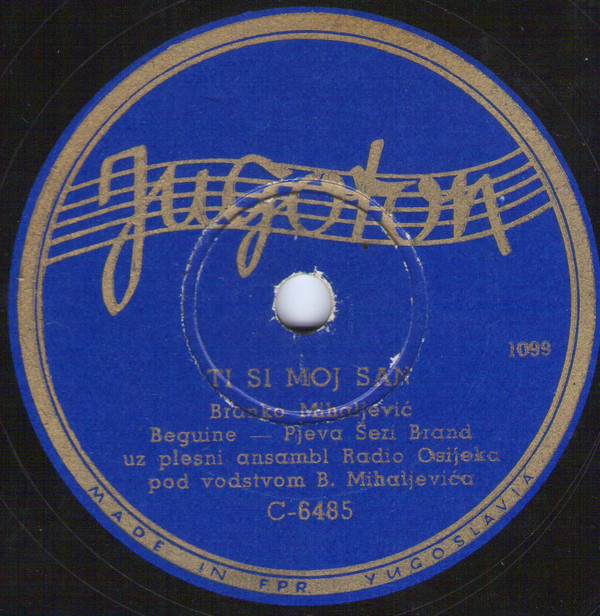 Jugoton
1099
TI SI MOJ SAN
Branko Mihaljević
Beguine — Pjeva Šeri Brand
uz plesni ansambl Radio Osijeka
pod vodstvom B. Mihaljevića
C-6485
MADE IN F.P.R. YUGOSLAVIA